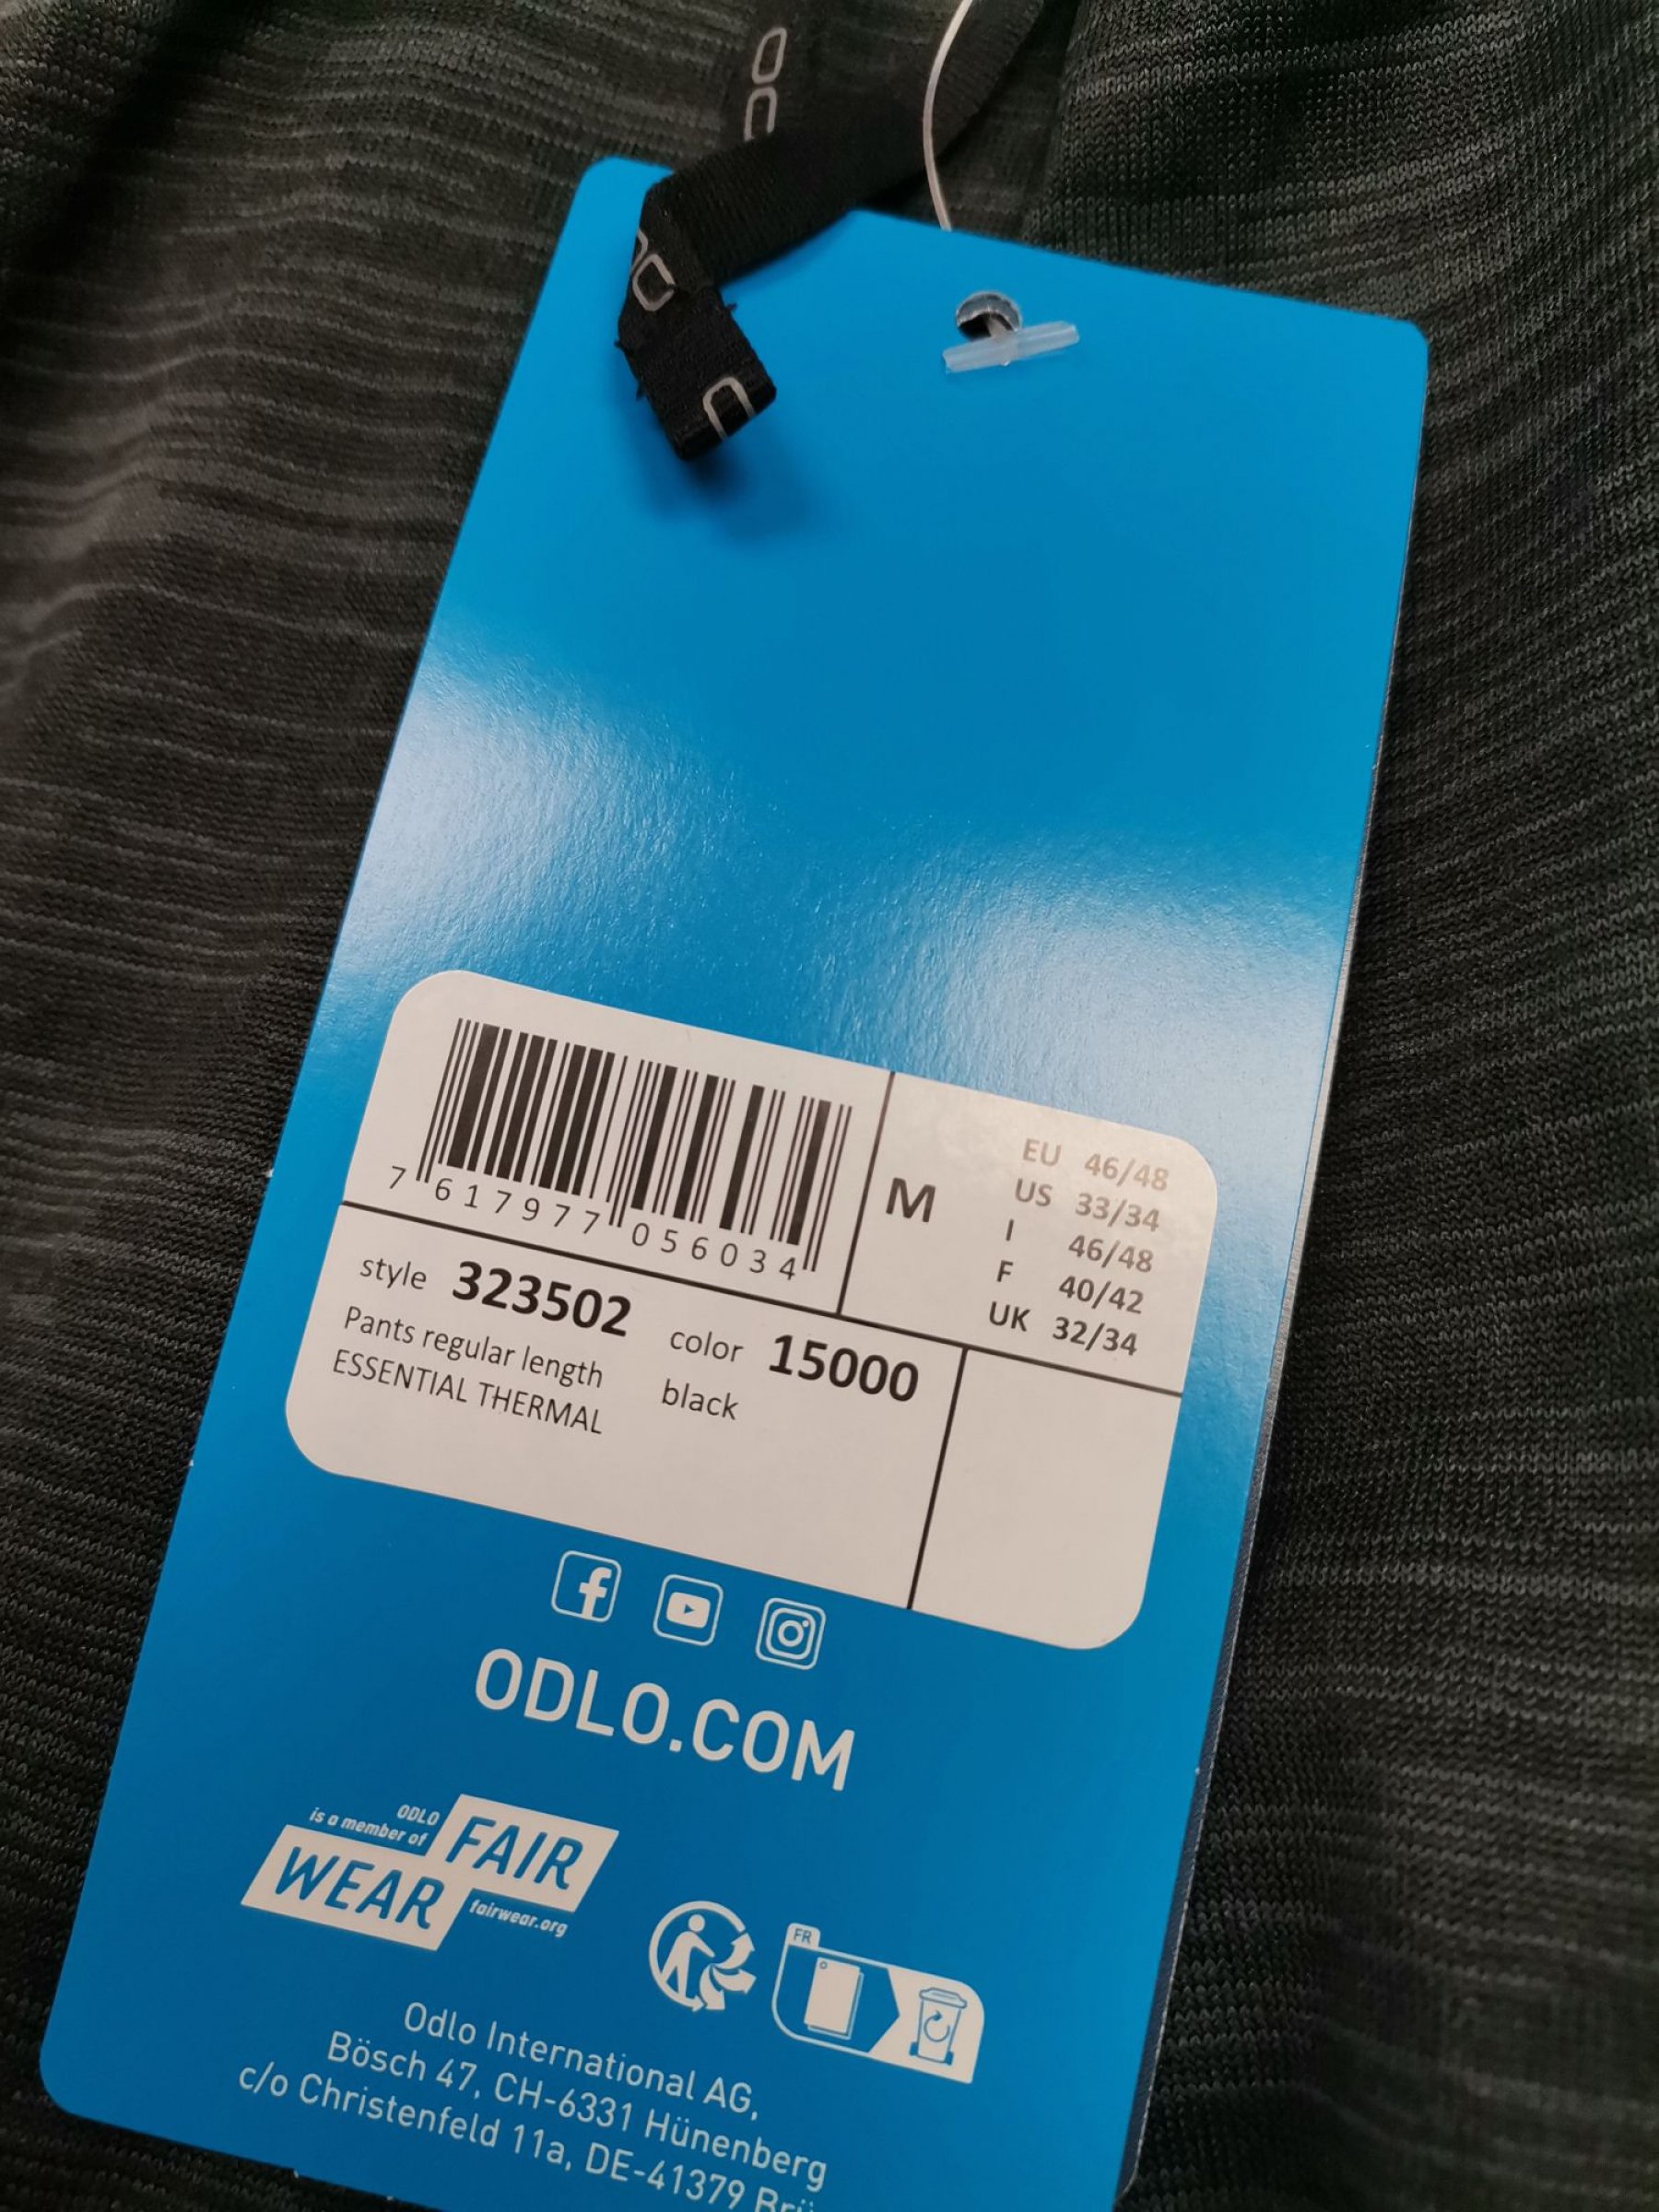 7 617977 056034
M
EU 46/48
US 33/34
I 46/48
F 40/42
UK 32/34
style 323502 color 15000
Pants regular length black
ESSENTIAL THERMAL
ODLO.COM
ODLO
is a member of
FAIR
WEAR
fairwear.org
FR
Odlo International AG,
Bösch 47, CH-6331 Hünenberg
c/o Christenfeld 11a, DE-41379